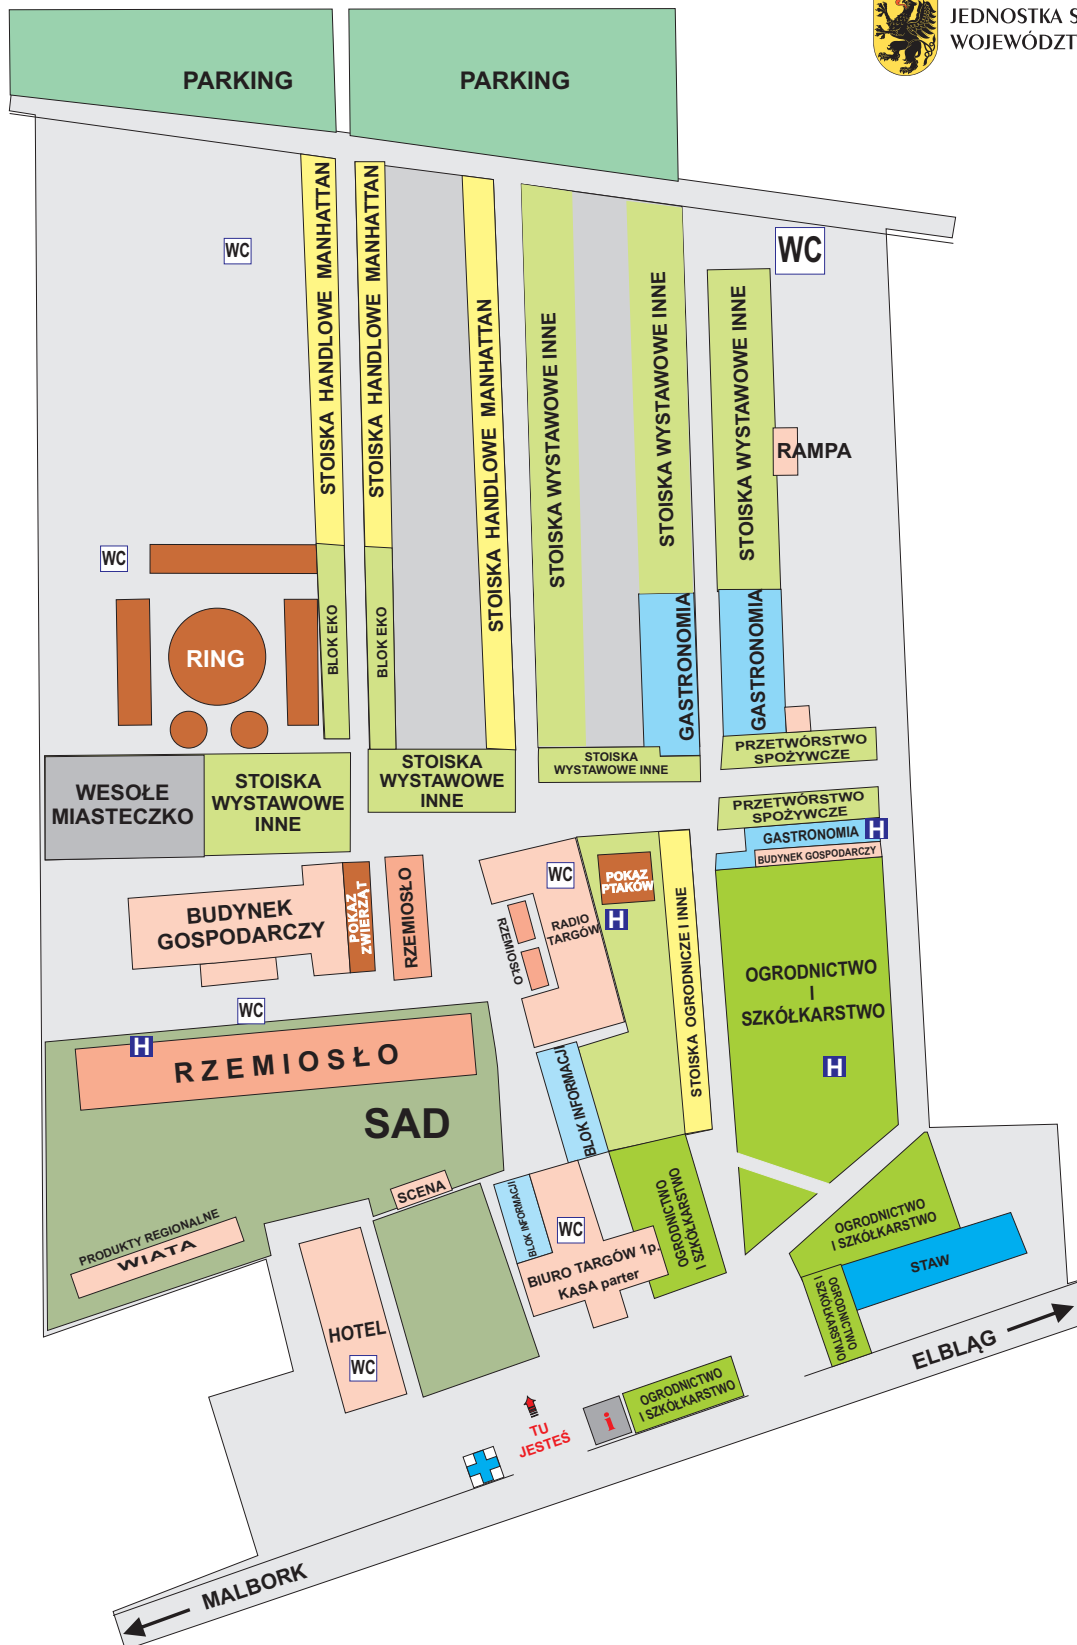 JEDNOSTKA S
WOJEWÓDZT
PARKING
PARKING
STOISKA HANDLOWE MANHATTAN
STOISKA HANDLOWE MANHATTAN
STOISKA HANDLOWE MANHATTAN
STOISKA WYSTAWOWE INNE
STOISKA WYSTAWOWE INNE
STOISKA WYSTAWOWE INNE
WC
WC
RAMPA
WC
RING
BLOK EKO
BLOK EKO
GASTRONOMIA
GASTRONOMIA
PRZETWÓRSTWO
SPOŻYWCZE
WESOŁE
MIASTECZKO
STOISKA
WYSTAWOWE
INNE
STOISKA
WYSTAWOWE
INNE
STOISKA
WYSTAWOWE INNE
PRZETWÓRSTWO
SPOŻYWCZE
GASTRONOMIA
H
BUDYNEK GOSPODARCZY
BUDYNEK
GOSPODARCZY
POKAZ
ZWIERZĄT
RZEMIOSŁO
WC
RZEMIOSŁO
RADIO
TARGÓW
POKAZ
PTAKÓW
H
STOISKA OGRODNICZE I INNE
OGRODNICTWO
I
SZKÓŁKARSTWO
H
WC
H
RZEMIOSŁO
SAD
BLOK INFORMACJI
SCENA
PRODUKTY REGIONALNE
WIATA
BLOK INFORMACJI
WC
BIURO TARGÓW 1p.
KASA parter
OGRODNICTWO
I SZKÓŁKARSTWO
OGRODNICTWO
I SZKÓŁKARSTWO
STAW
OGRODNICTWO
I SZKÓŁKARSTWO
HOTEL
WC
ELBLĄG
OGRODNICTWO
I SZKÓŁKARSTWO
i
TU
JESTEŚ
MALBORK